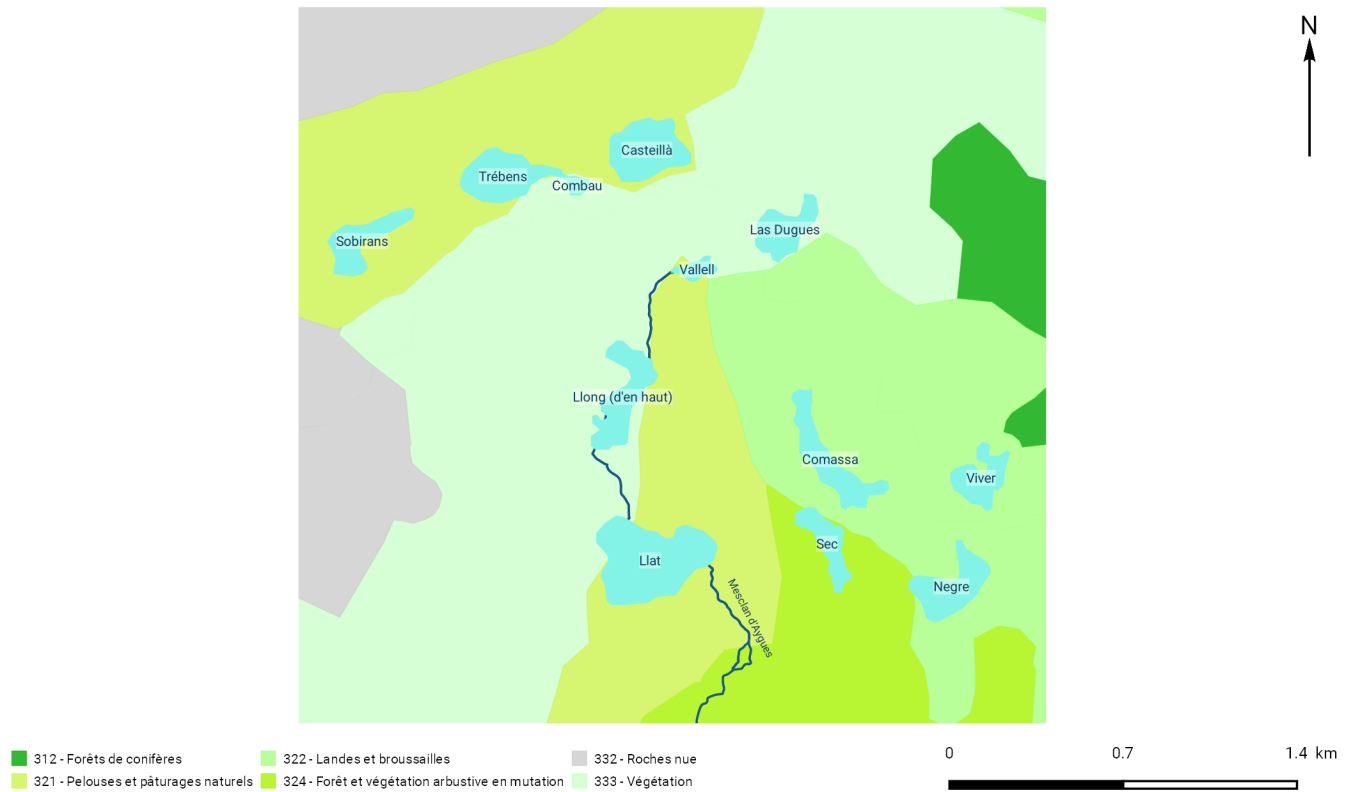 N
Casteillà
Trébens
Combau
Las Dugues
Sobirans
Vallell
Llong (d'en haut)
Comassa
Viver
Sec
Llat
Negre
Mesclan d'Aygues
312 - Forêts de conifères
322 - Landes et broussailles
332 - Roches nue
321 - Pelouses et pâturages naturels
324 - Forêt et végétation arbustive en mutation
333 - Végétation
0 0.7 1.4 km